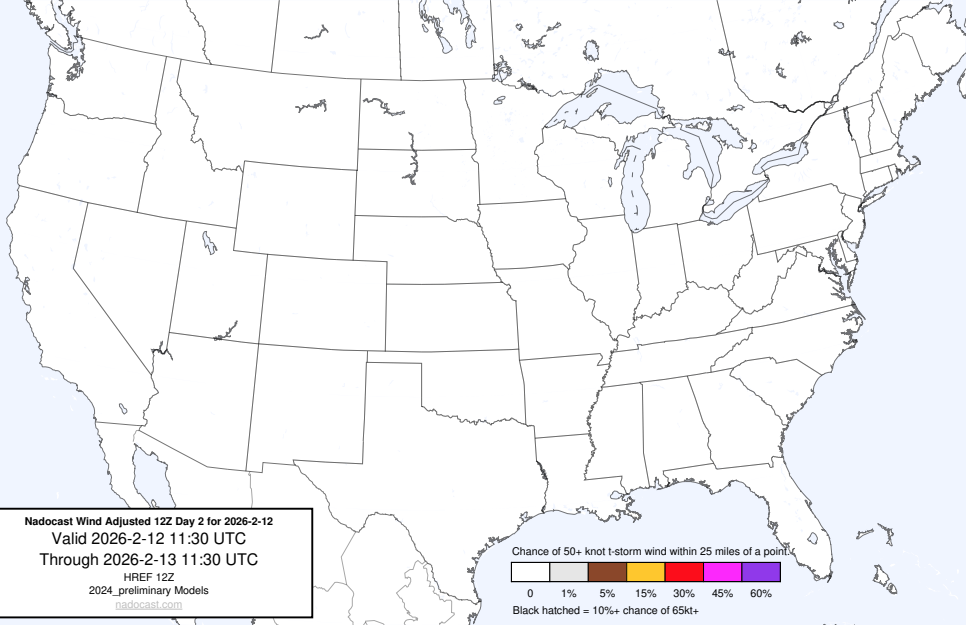 Nadocast Wind Adjusted 12Z Day 2 for 2026-2-12
Valid 2026-2-12 11:30 UTC
Through 2026-2-13 11:30 UTC
HREF 12Z
2024_preliminary Models
nadocast.com
Chance of 50+ knot t-storm wind within 25 miles of a point.
0 1% 5% 15% 30% 45% 60%
Black hatched = 10%+ chance of 65kt+